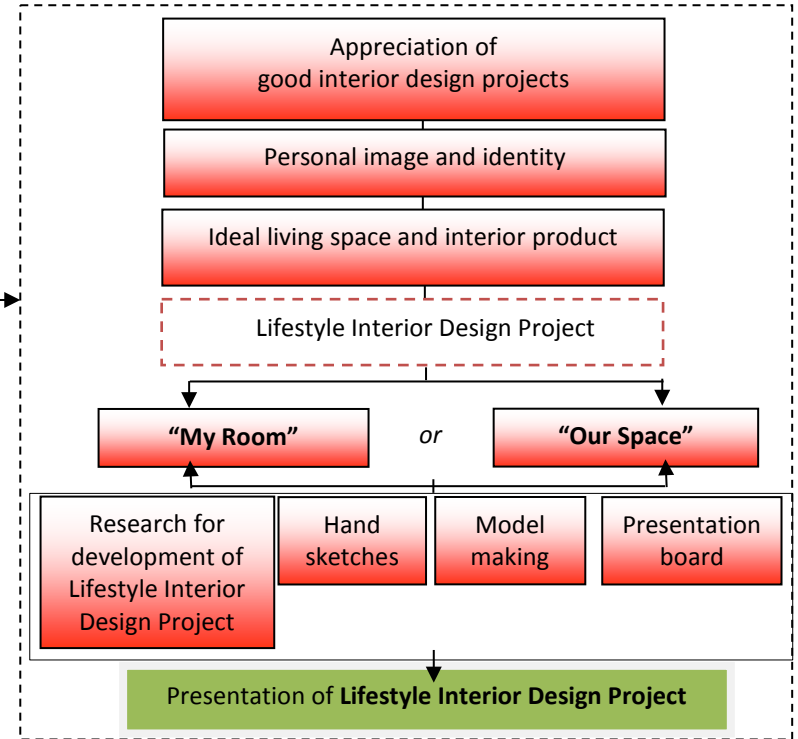 Appreciation of
good interior design projects
Personal image and identity
Ideal living space and interior product
Lifestyle Interior Design Project
“My Room”
or
“Our Space”
Research for
development of
Lifestyle Interior
Design Project
Hand
sketches
Model
making
Presentation
board
Presentation of Lifestyle Interior Design Project